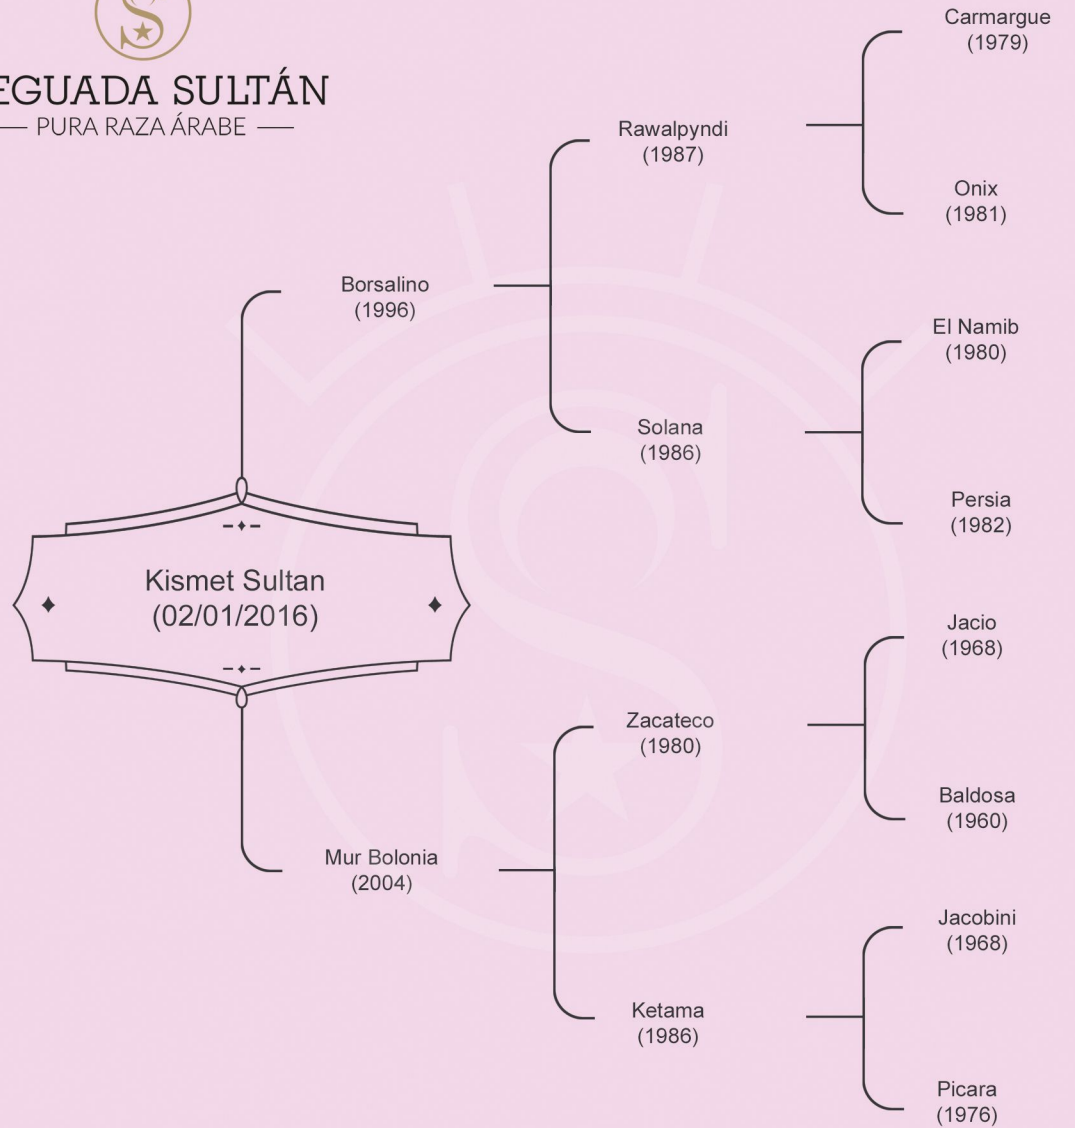 EGUADA SULTÁN
PURA RAZA ÁRABE
Carmargue
(1979)
Rawalpyndi
(1987)
Onix
(1981)
Borsalino
(1996)
El Namib
(1980)
Solana
(1986)
Persia
(1982)
Kismet Sultan
(02/01/2016)
Jacio
(1968)
Zacateco
(1980)
Baldosa
(1960)
Mur Bolonia
(2004)
Jacobini
(1968)
Ketama
(1986)
Picara
(1976)